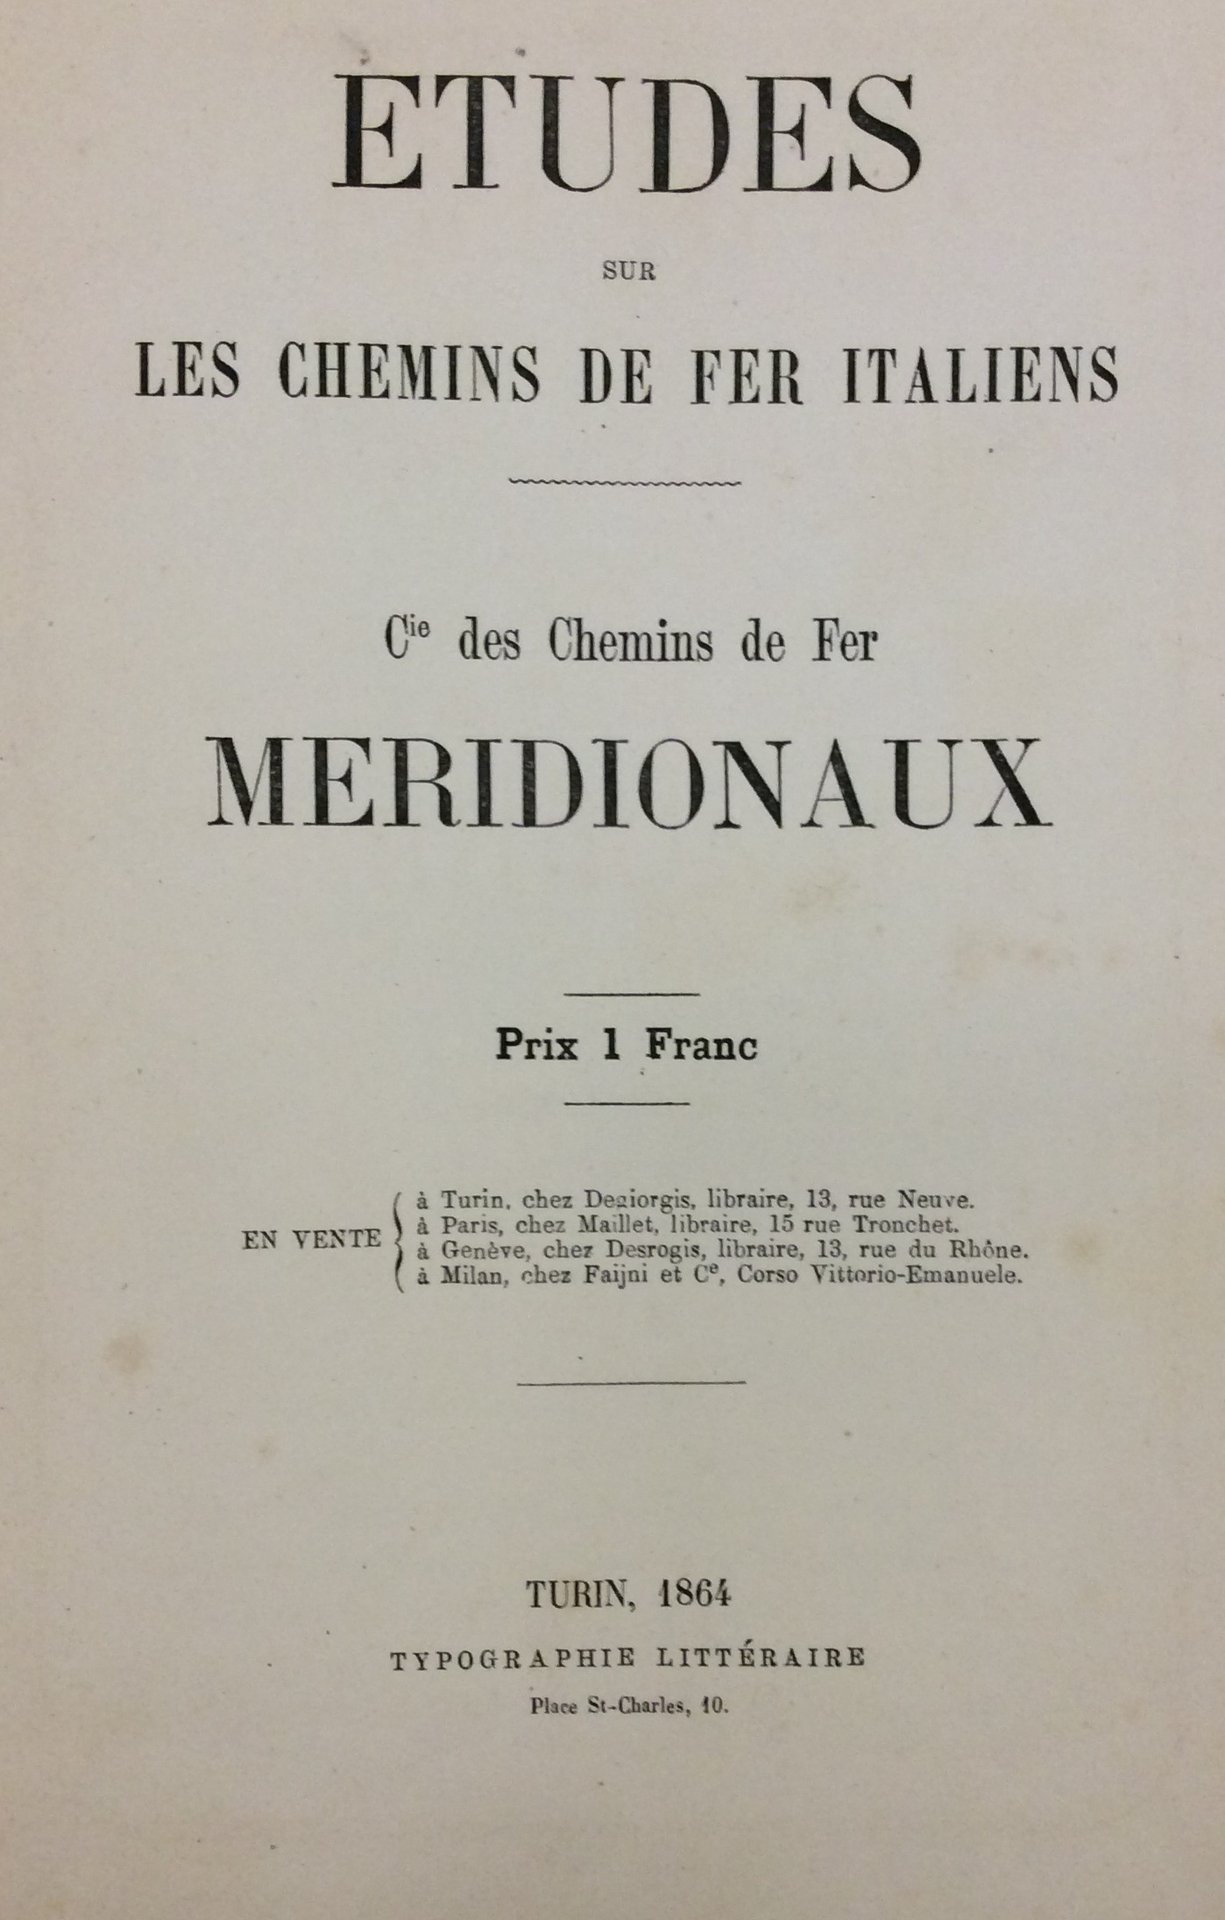 ETUDES
SUR
LES CHEMINS DE FER ITALIENS
Cie des Chemins de Fer
MERIDIONAUX
Prix 1 Franc
EN VENTE
à Turin, chez Degiorgis, libraire, 13, rue Neuve.
à Paris, chez Maillet, libraire, 15 rue Tronchet.
à Genève, chez Desrogis, libraire, 13, rue du Rhône.
à Milan, chez Faijni et Ce, Corso Vittorio-Emanuele.
TURIN, 1864
TYPOGRAPHIE LITTÉRAIRE
Place St-Charles, 10.